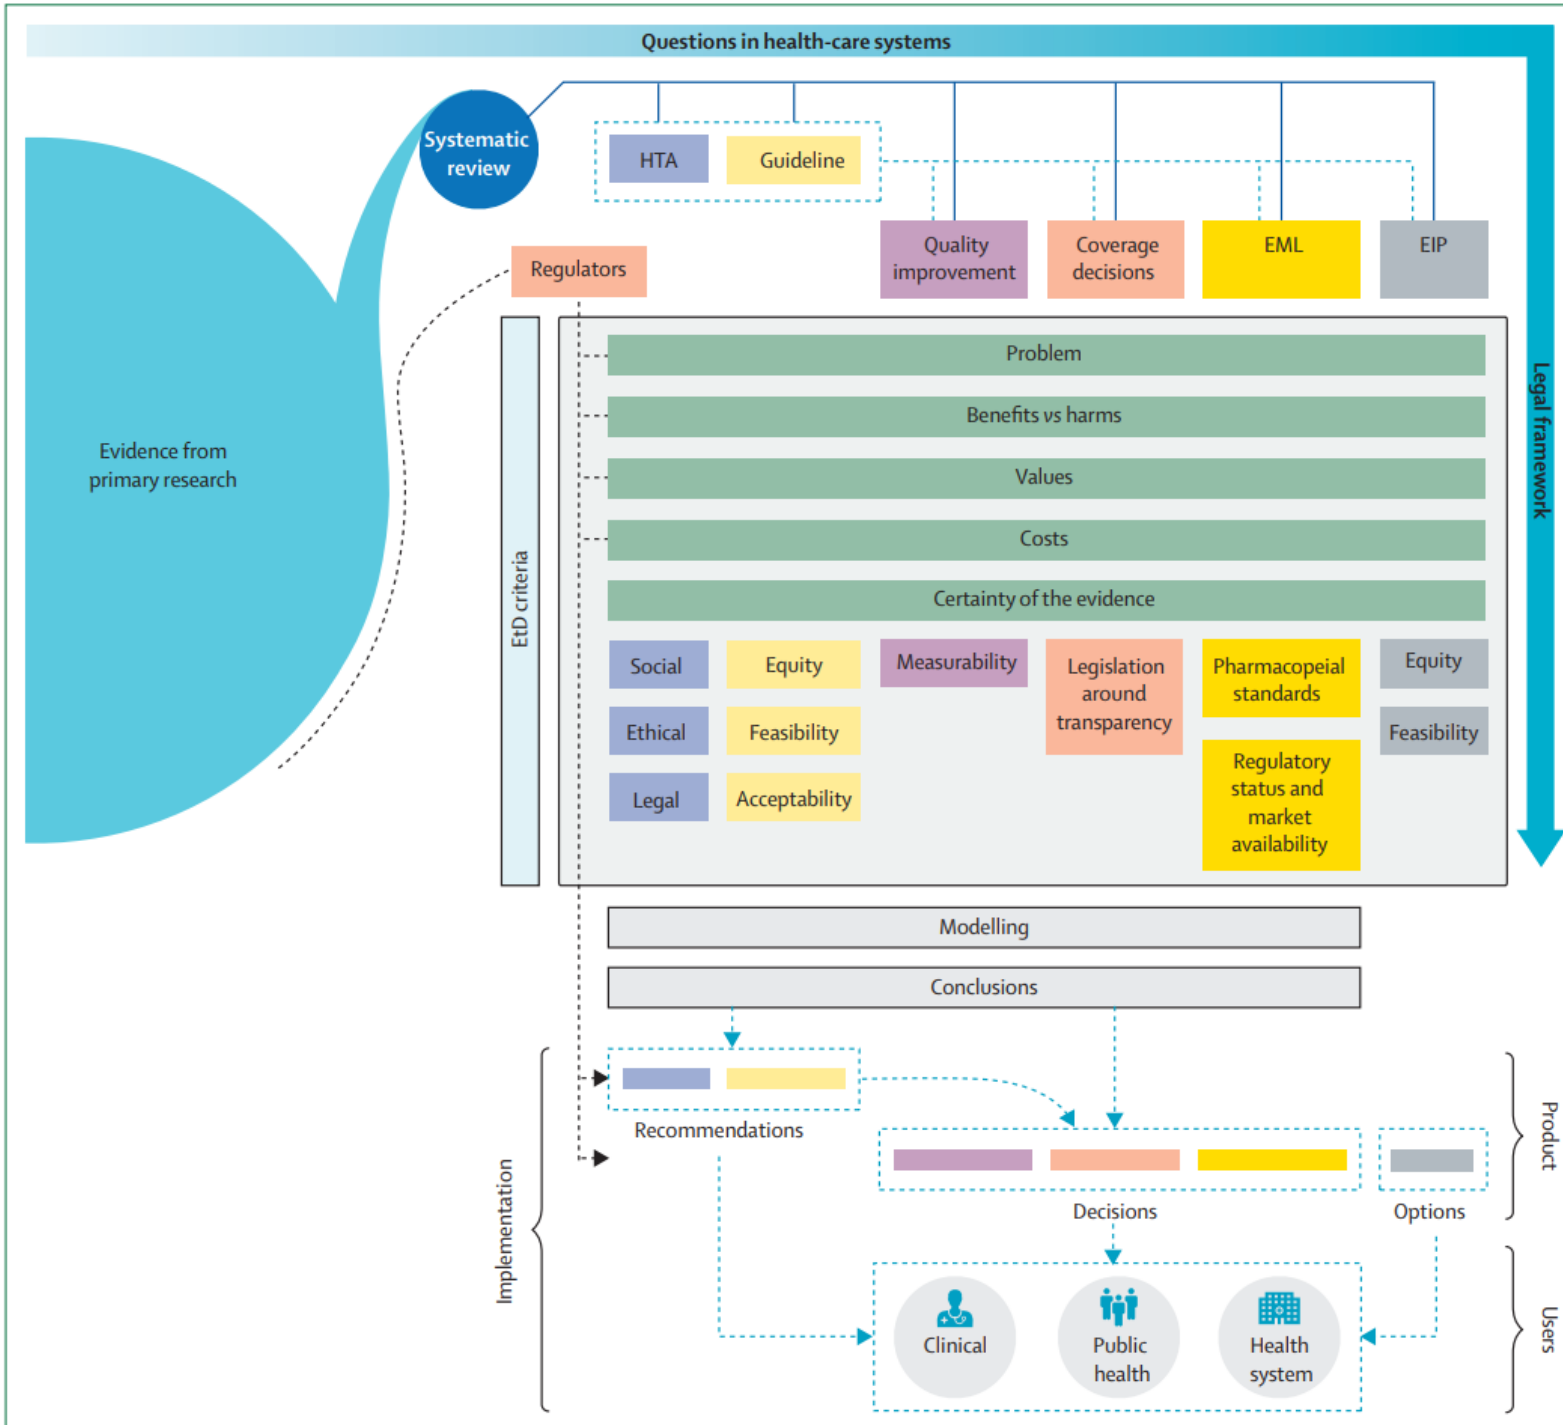 Questions in health-care systems
Systematic
review
HTA
Guideline
Quality
improvement
Coverage
decisions
EML
EIP
Regulators
Evidence from
primary research
Legal framework
EtD criteria
Problem
Benefits vs harms
Values
Costs
Certainty of the evidence
Social
Ethical
Legal
Equity
Feasibility
Acceptability
Measurability
Legislation
around
transparency
Pharmacopeial
standards
Regulatory
status and
market
availability
Equity
Feasibility
Modelling
Conclusions
Implementation
Recommendations
Decisions
Options
Product
Clinical
Public
health
Health
system
Users